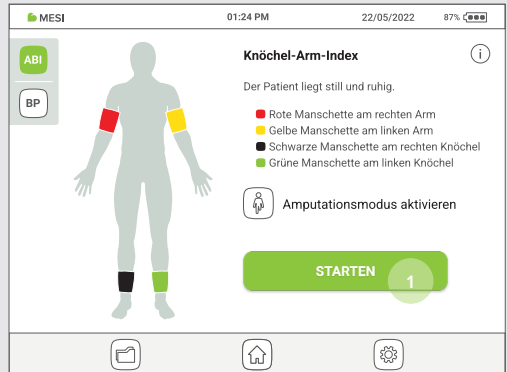 MESI 01:24 PM 22/05/2022 87%
ABI
BP
Knöchel-Arm-Index
i
Der Patient liegt still und ruhig.
Rote Manschette am rechten Arm
Gelbe Manschette am linken Arm
Schwarze Manschette am rechten Knöchel
Grüne Manschette am linken Knöchel
Amputationsmodus aktivieren
STARTEN 1